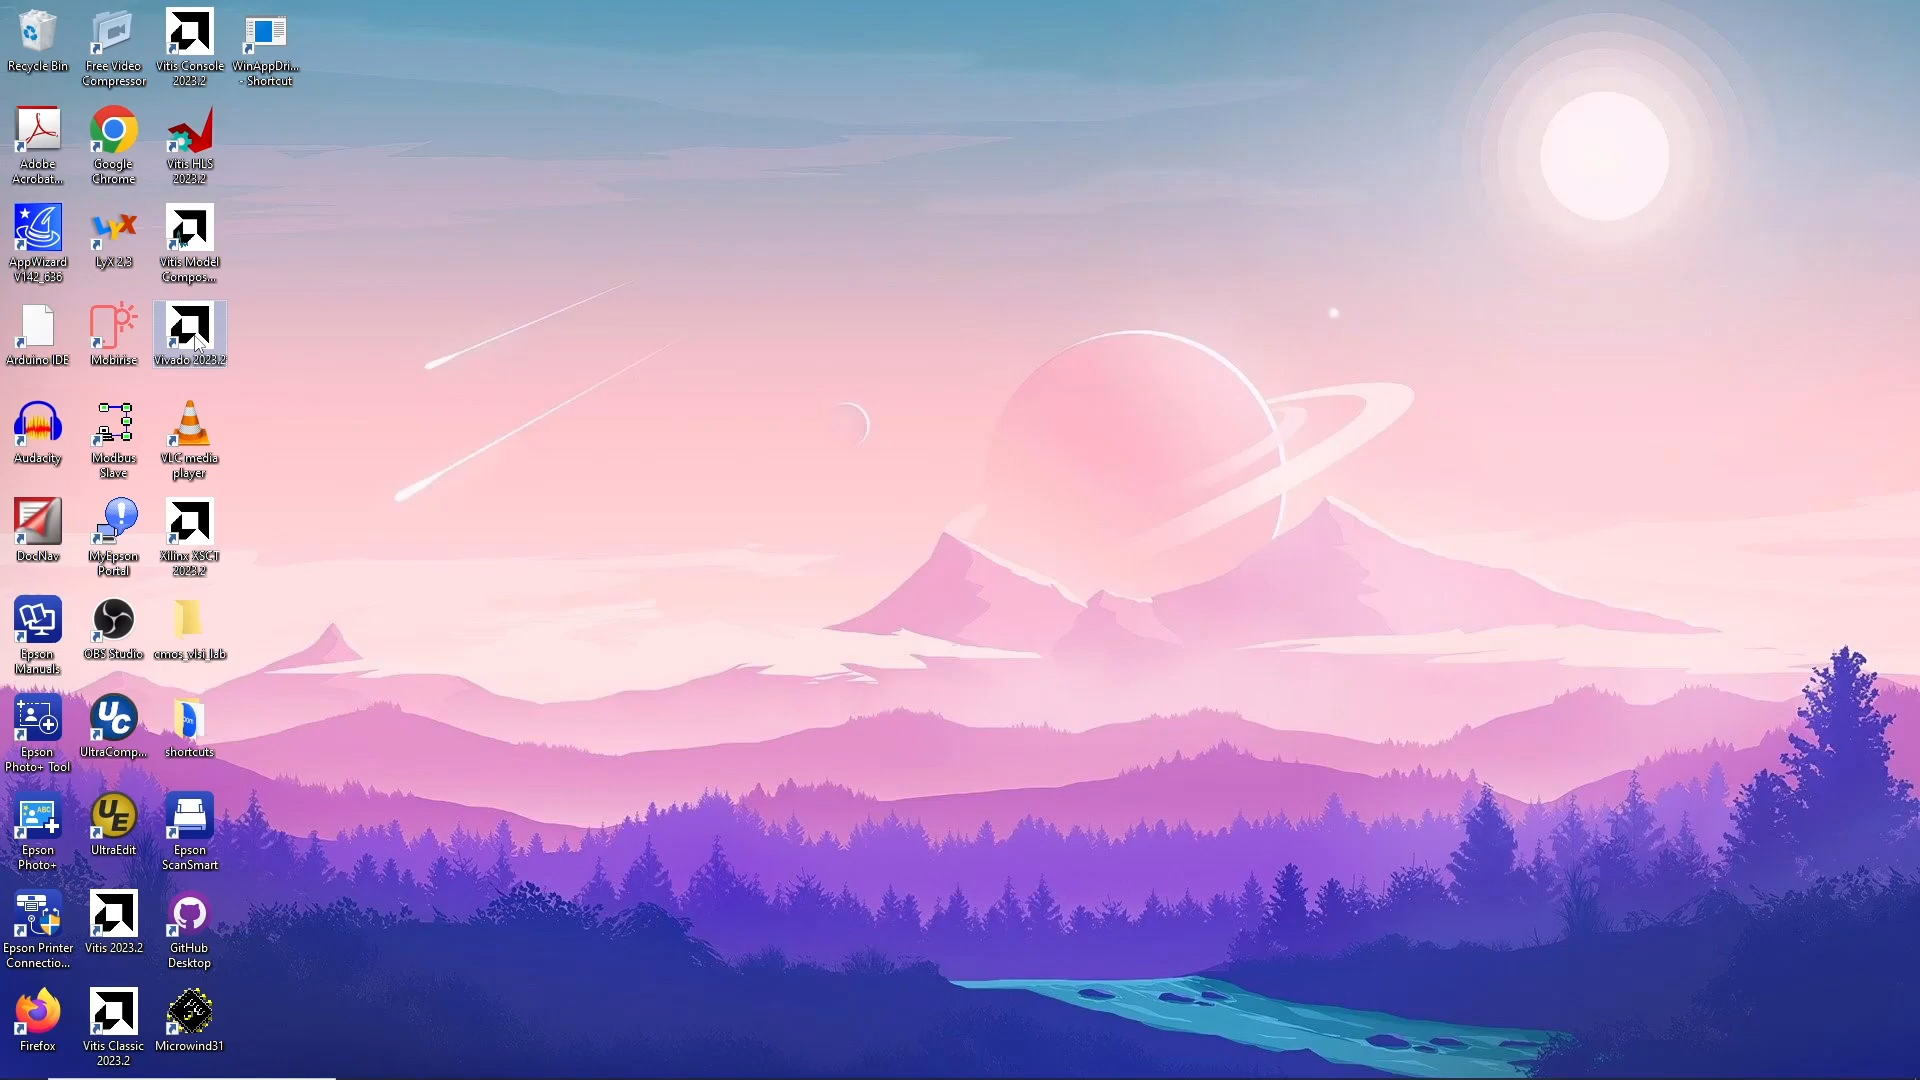 Recycle Bin
Free Video
Compressor
Vitis Console
2023.2
WinAppDri...
- Shortcut
Adobe
Acrobat...
Google
Chrome
Vitis HLS
2023.2
AppWizard
V142_636
LyX 2.3
Vitis Model
Compos...
Arduino IDE
Mobirise
Vivado 2023.2
Audacity
Modbus
Slave
VLC media
player
DocNav
MyEpson
Portal
Xilinx XSCT
2023.2
Epson
Manuals
OBS Studio
cmos_vlsi_lab
Epson
Photo+ Tool
UltraComp...
shortcuts
Epson
Photo+
UltraEdit
Epson
ScanSmart
Epson Printer
Connectio...
Vitis 2023.2
GitHub
Desktop
Firefox
Vitis Classic
2023.2
Microwind31